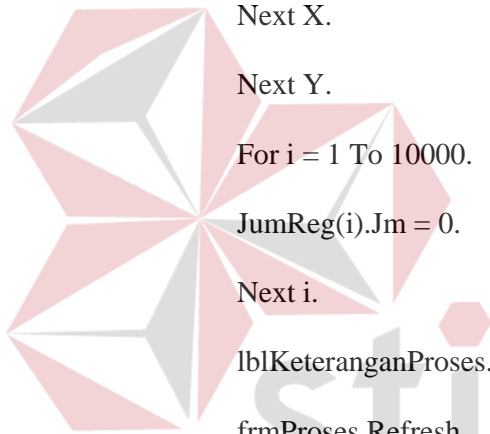 Next X.
Next Y.
For i = 1 To 10000.
JumReg(i).Jm = 0.
Next i.
lblKeteranganProses.
sti
frmProses.Refresh